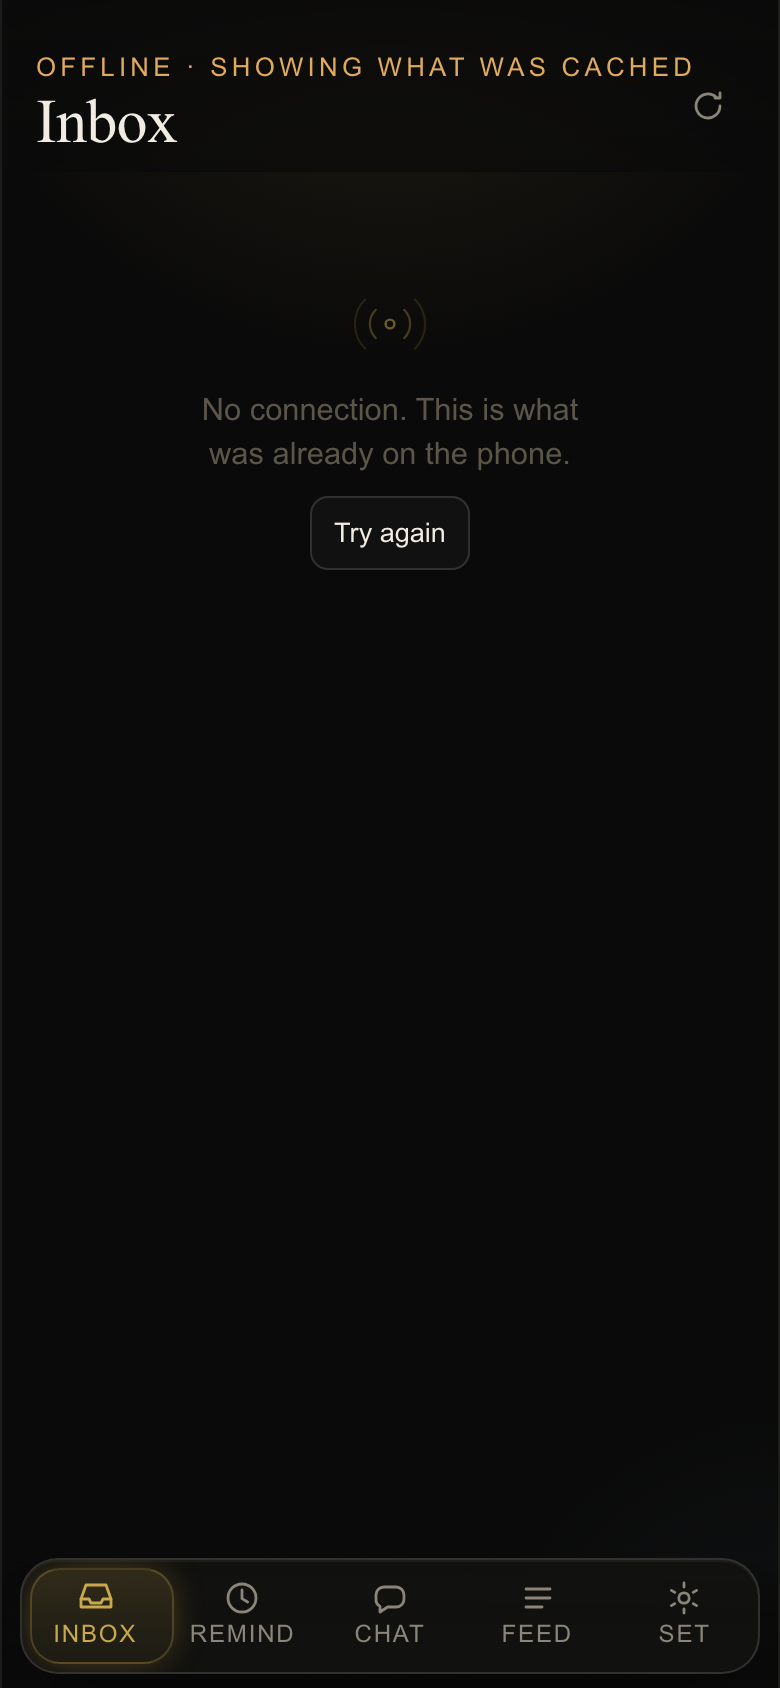 OFFLINE · SHOWING WHAT WAS CACHED
Inbox
No connection. This is what
was already on the phone.
Try again
INBOX
REMIND
CHAT
FEED
SET